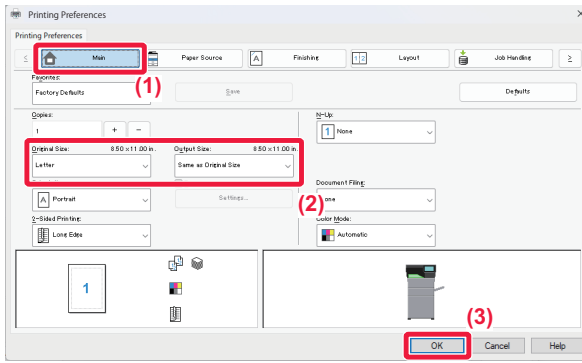 Printing Preferences
Printing Preferences
Main
Paper Source
Finishing
Layout
Job Handling
(1)
Favorites:
Factory Defaults
Save
Defaults
Copies:
1
+ -
N-Up:
1 None
Original Size: 8.50 x 11.00 in.
Output Size: 8.50 x 11.00 in.
Letter
Same as Original Size
(2)
Portrait
Settings...
Document Filing:
2-Sided Printing:
Color Mode:
Long Edge
Automatic
1
(3)
OK
Cancel
Help